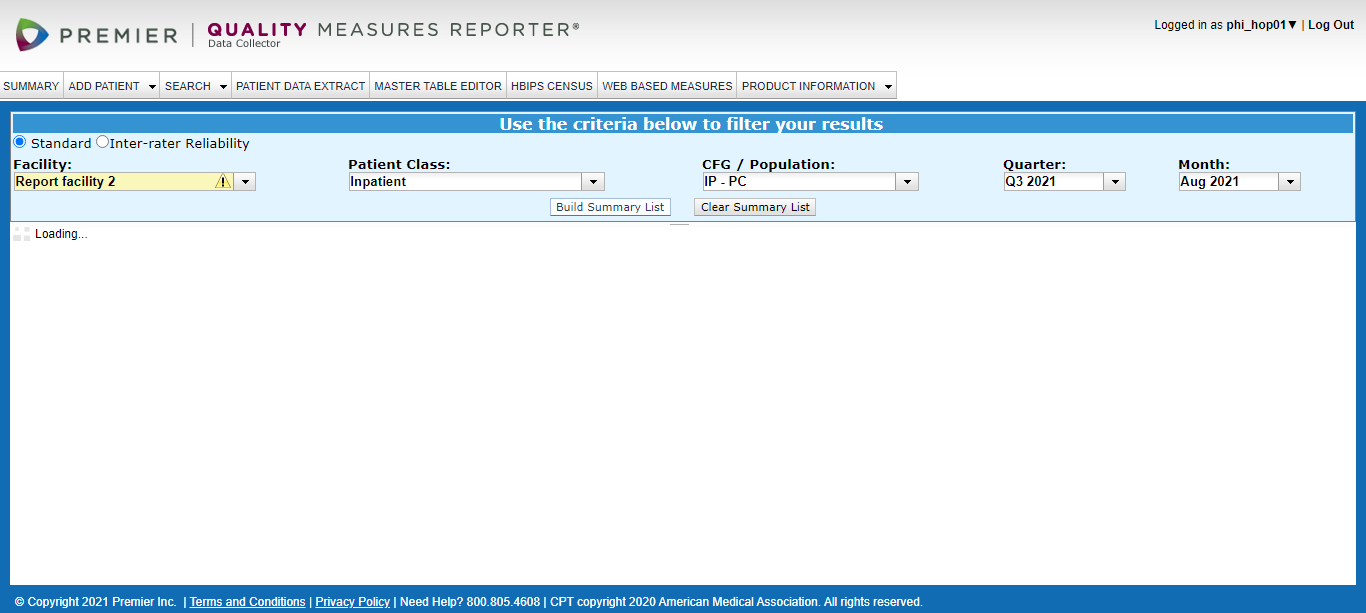 PREMIER | QUALITY MEASURES REPORTER®
Data Collector
Logged in as phi_hop01▼ | Log Out
SUMMARY ADD PATIENT SEARCH PATIENT DATA EXTRACT MASTER TABLE EDITOR HBIPS CENSUS WEB BASED MEASURES PRODUCT INFORMATION
Use the criteria below to filter your results
Standard Inter-rater Reliability
Facility: Patient Class: CFG / Population: Quarter: Month:
Report facility 2 Inpatient IP - PC Q3 2021 Aug 2021
Build Summary List Clear Summary List
Loading...
© Copyright 2021 Premier Inc. | Terms and Conditions | Privacy Policy | Need Help? 800.805.4608 | CPT copyright 2020 American Medical Association. All rights reserved.